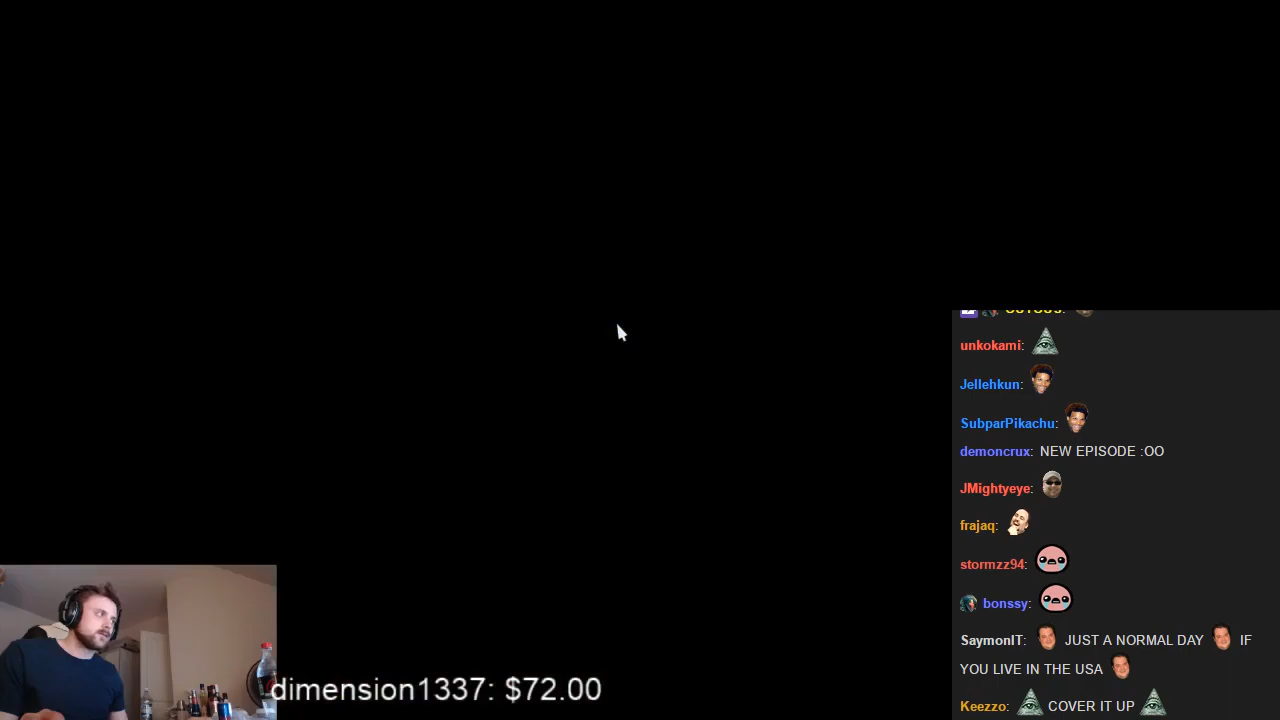 unkokami:
Jellehkun:
SubparPikachu:
demoncrux: NEW EPISODE :OO
JMightyeye:
frajaq:
stormzz94:
bonssy:
SaymonIT: JUST A NORMAL DAY IF
YOU LIVE IN THE USA
Keezzo: COVER IT UP
dimension1337: $72.00